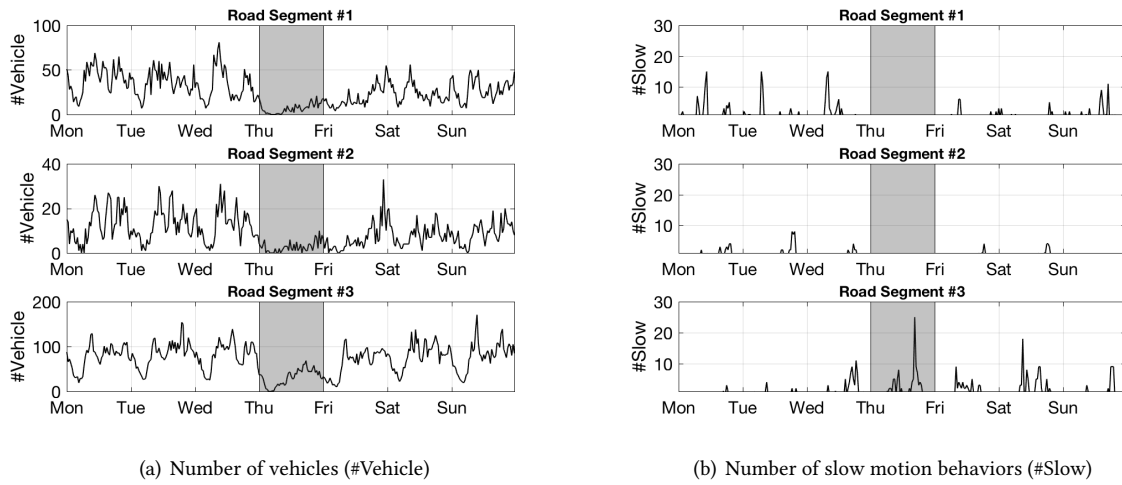 Road Segment #1
100
50
0
#Vehicle
Mon Tue Wed Thu Fri Sat Sun
Road Segment #2
40
20
0
#Vehicle
Mon Tue Wed Thu Fri Sat Sun
Road Segment #3
200
100
0
#Vehicle
Mon Tue Wed Thu Fri Sat Sun
(a) Number of vehicles (#Vehicle)
Road Segment #1
30
20
10
#Slow
Mon Tue Wed Thu Fri Sat Sun
Road Segment #2
30
20
10
#Slow
Mon Tue Wed Thu Fri Sat Sun
Road Segment #3
30
20
10
#Slow
Mon Tue Wed Thu Fri Sat Sun
(b) Number of slow motion behaviors (#Slow)